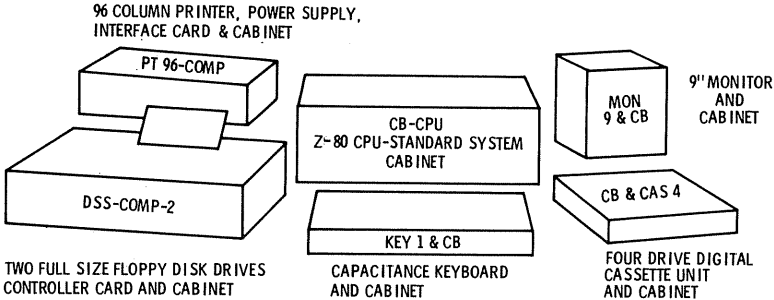 96 COLUMN PRINTER, POWER SUPPLY,
INTERFACE CARD & CABINET
PT 96-COMP
DSS-COMP-2
TWO FULL SIZE FLOPPY DISK DRIVES
CONTROLLER CARD AND CABINET
CB-CPU
Z-80 CPU-STANDARD SYSTEM
CABINET
KEY 1 & CB
CAPACITANCE KEYBOARD
AND CABINET
MON
9 & CB
9" MONITOR
AND
CABINET
CB & CAS 4
FOUR DRIVE DIGITAL
CASSETTE UNIT
AND CABINET